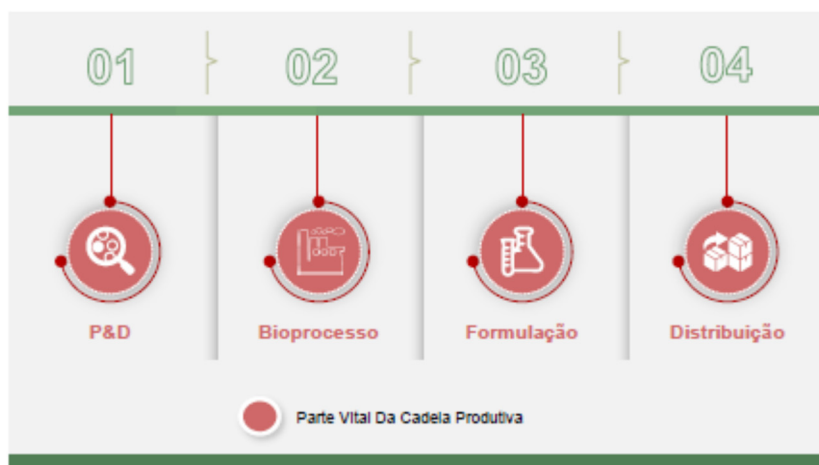 01 02 03 04
P&D Bioprocesso Formulação Distribuição
Parte Vital Da Cadeia Produtiva